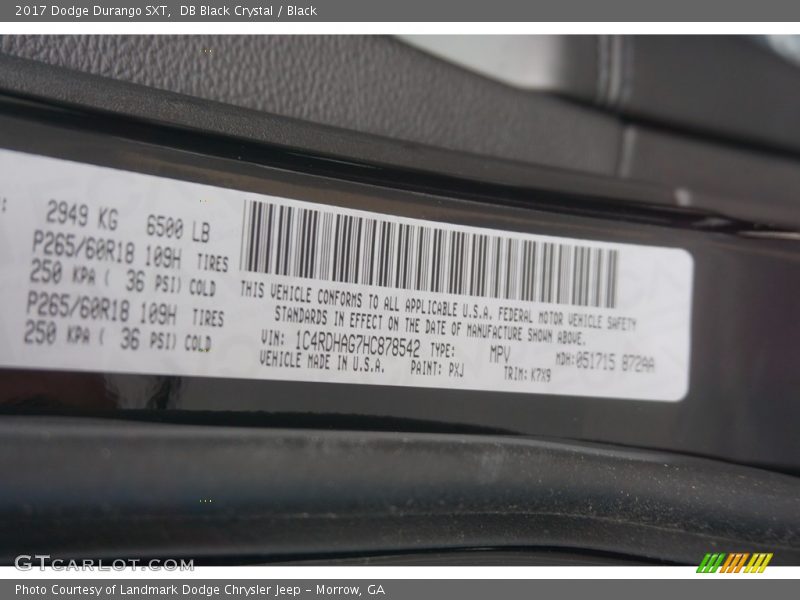 2017 Dodge Durango SXT, DB Black Crystal / Black
2949 KG 6500 LB
P265/60R18 109H TIRES
250 KPA ( 36 PSI) COLD
P265/60R18 109H TIRES
250 KPA ( 36 PSI) COLD
THIS VEHICLE CONFORMS TO ALL APPLICABLE U.S.A. FEDERAL MOTOR VEHICLE SAFETY
STANDARDS IN EFFECT ON THE DATE OF MANUFACTURE SHOWN ABOVE.
VIN: 1C4RDHAG7HC878542 TYPE: MPV MDH:051715 872AA
VEHICLE MADE IN U.S.A. PAINT: PXJ TRIM: K7X9
GTCARLOT.COM
Photo Courtesy of Landmark Dodge Chrysler Jeep – Morrow, GA